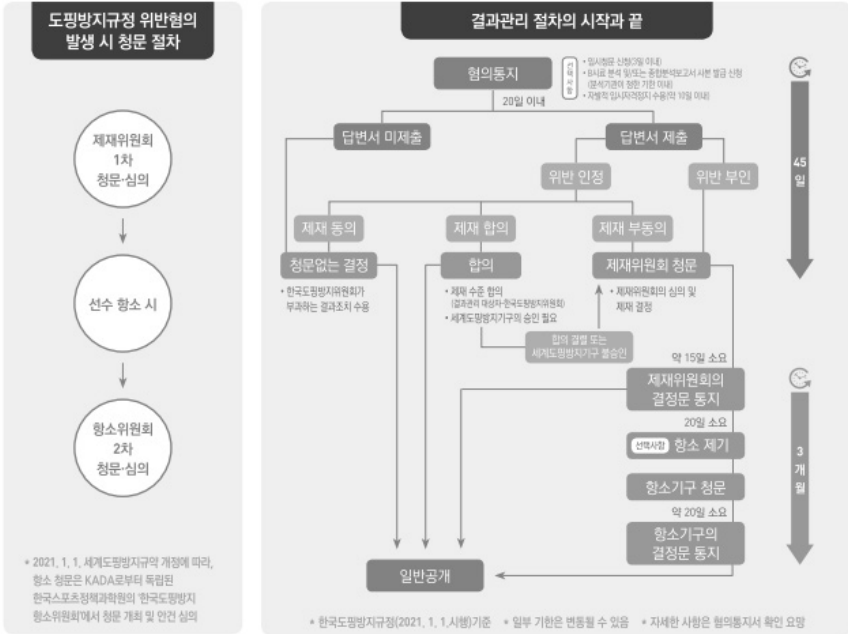 도핑방지규정 위반혐의
발생 시 청문 절차
제재위원회
1차
청문·심의
선수 항소 시
항소위원회
2차
청문·심의
* 2021. 1. 1. 세계도핑방지규약 개정에 따라,
항소 청문은 KADA로부터 독립된
한국스포츠정책과학원의 '한국도핑방지
항소위원회'에서 청문 개최 및 안건 심의
결과관리 절차의 시작과 끝
혐의통지
선택사항
• 임시청문 신청(3일 이내)
• B시료 분석 및/또는 종합분석보고서 사본 발급 신청
(분석기관이 정한 기한 이내)
• 자발적 임시자격정지 수용(약 10일 이내)
20일 이내
답변서 미제출
답변서 제출
위반 인정
위반 부인
45
일
제재 동의
제재 합의
제재 부동의
청문없는 결정
합의
제재위원회 청문
• 한국도핑방지위원회가
부과하는 결과조치 수용
• 제재 수준 합의
(결과관리 대상자-한국도핑방지위원회)
• 세계도핑방지기구의 승인 필요
• 제재위원회의 심의 및
제재 결정
합의 결렬 또는
세계도핑방지기구 불승인
약 15일 소요
제재위원회의
결정문 통지
20일 소요
선택사항 항소 제기
3
개
월
항소기구 청문
약 20일 소요
항소기구의
결정문 통지
일반공개
* 한국도핑방지규정(2021. 1. 1.시행)기준 * 일부 기한은 변동될 수 있음 * 자세한 사항은 혐의통지서 확인 요망